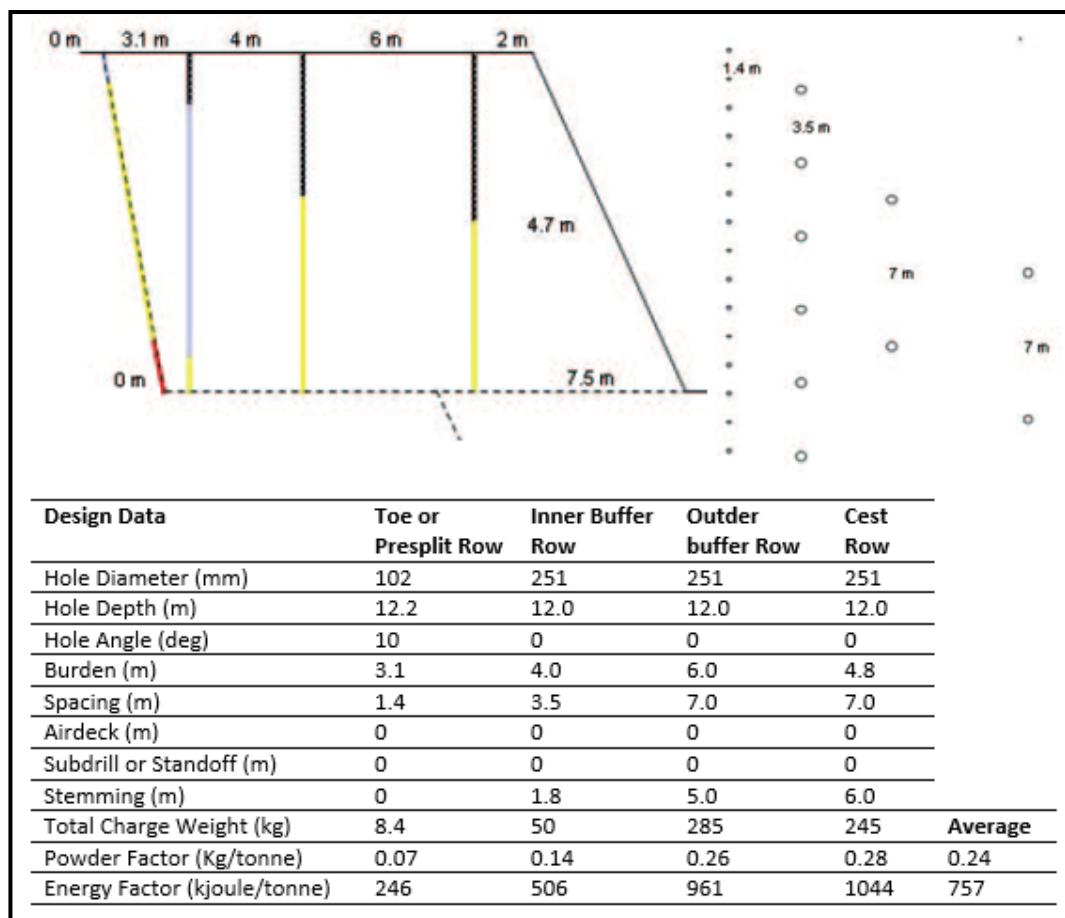 0 m 3.1 m 4 m 6 m 2 m
1.4 m
3.5 m
4.7 m
7 m
7 m
0 m 7.5 m
Design Data Toe or Presplit Row Inner Buffer Row Outder buffer Row Cest Row
Hole Diameter (mm) 102 251 251 251
Hole Depth (m) 12.2 12.0 12.0 12.0
Hole Angle (deg) 10 0 0 0
Burden (m) 3.1 4.0 6.0 4.8
Spacing (m) 1.4 3.5 7.0 7.0
Airdeck (m) 0 0 0 0
Subdrill or Standoff (m) 0 0 0 0
Stemming (m) 0 1.8 5.0 6.0
Total Charge Weight (kg) 8.4 50 285 245 Average
Powder Factor (Kg/tonne) 0.07 0.14 0.26 0.28 0.24
Energy Factor (kjoule/tonne) 246 506 961 1044 757